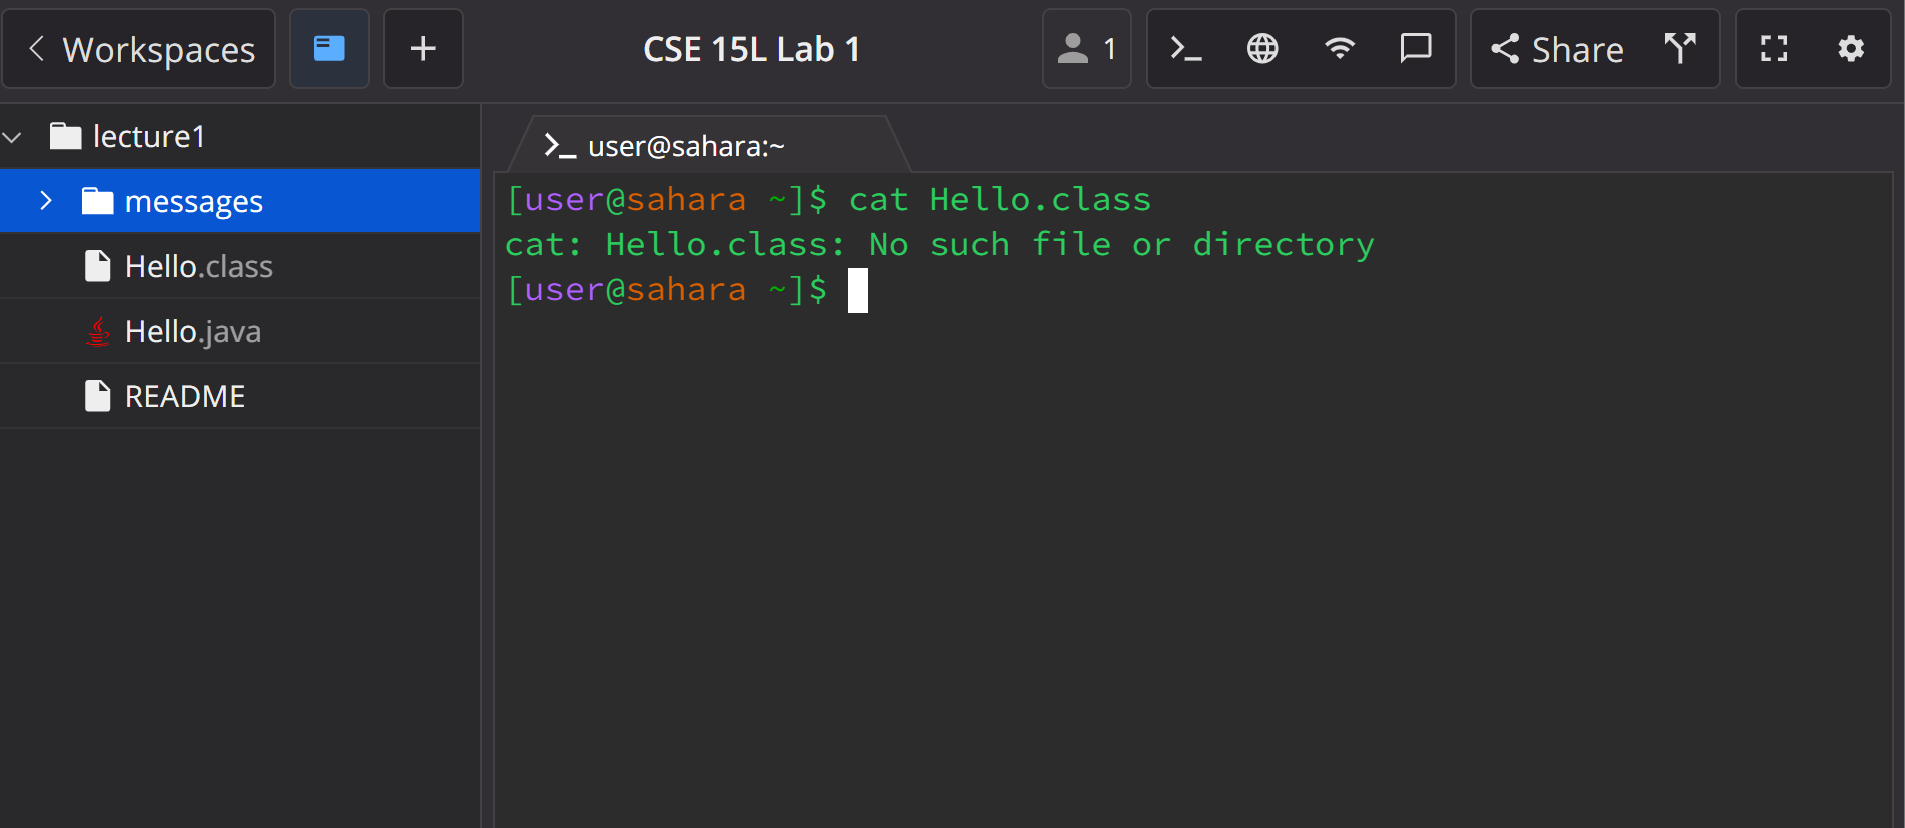 Workspaces
CSE 15L Lab 1
1
Share
lecture1
messages
Hello.class
Hello.java
README
user@sahara:~
[user@sahara ~]$ cat Hello.class
cat: Hello.class: No such file or directory
[user@sahara ~]$